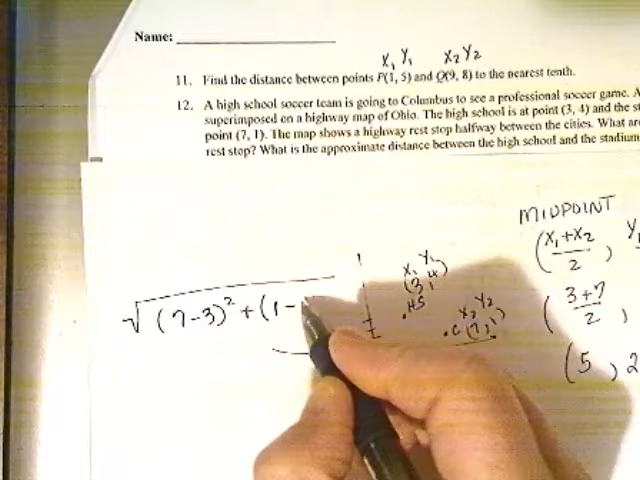 Name:
x₁ y₁ x₂ y₂
11. Find the distance between points P(1, 5) and Q(9, 8) to the nearest tenth.
12. A high school soccer team is going to Columbus to see a professional soccer game. A
superimposed on a highway map of Ohio. The high school is at point (3, 4) and the st
point (7, 1). The map shows a highway rest stop halfway between the cities. What ar
rest stop? What is the approximate distance between the high school and the stadium
MIDPOINT
(x₁+x₂/2, y₁
x₁ y₁
(3, 4)
.HS
x₂ y₂
.C (7, 1)
(3+7/2,
(5, 2
√(7-3)² + (1-